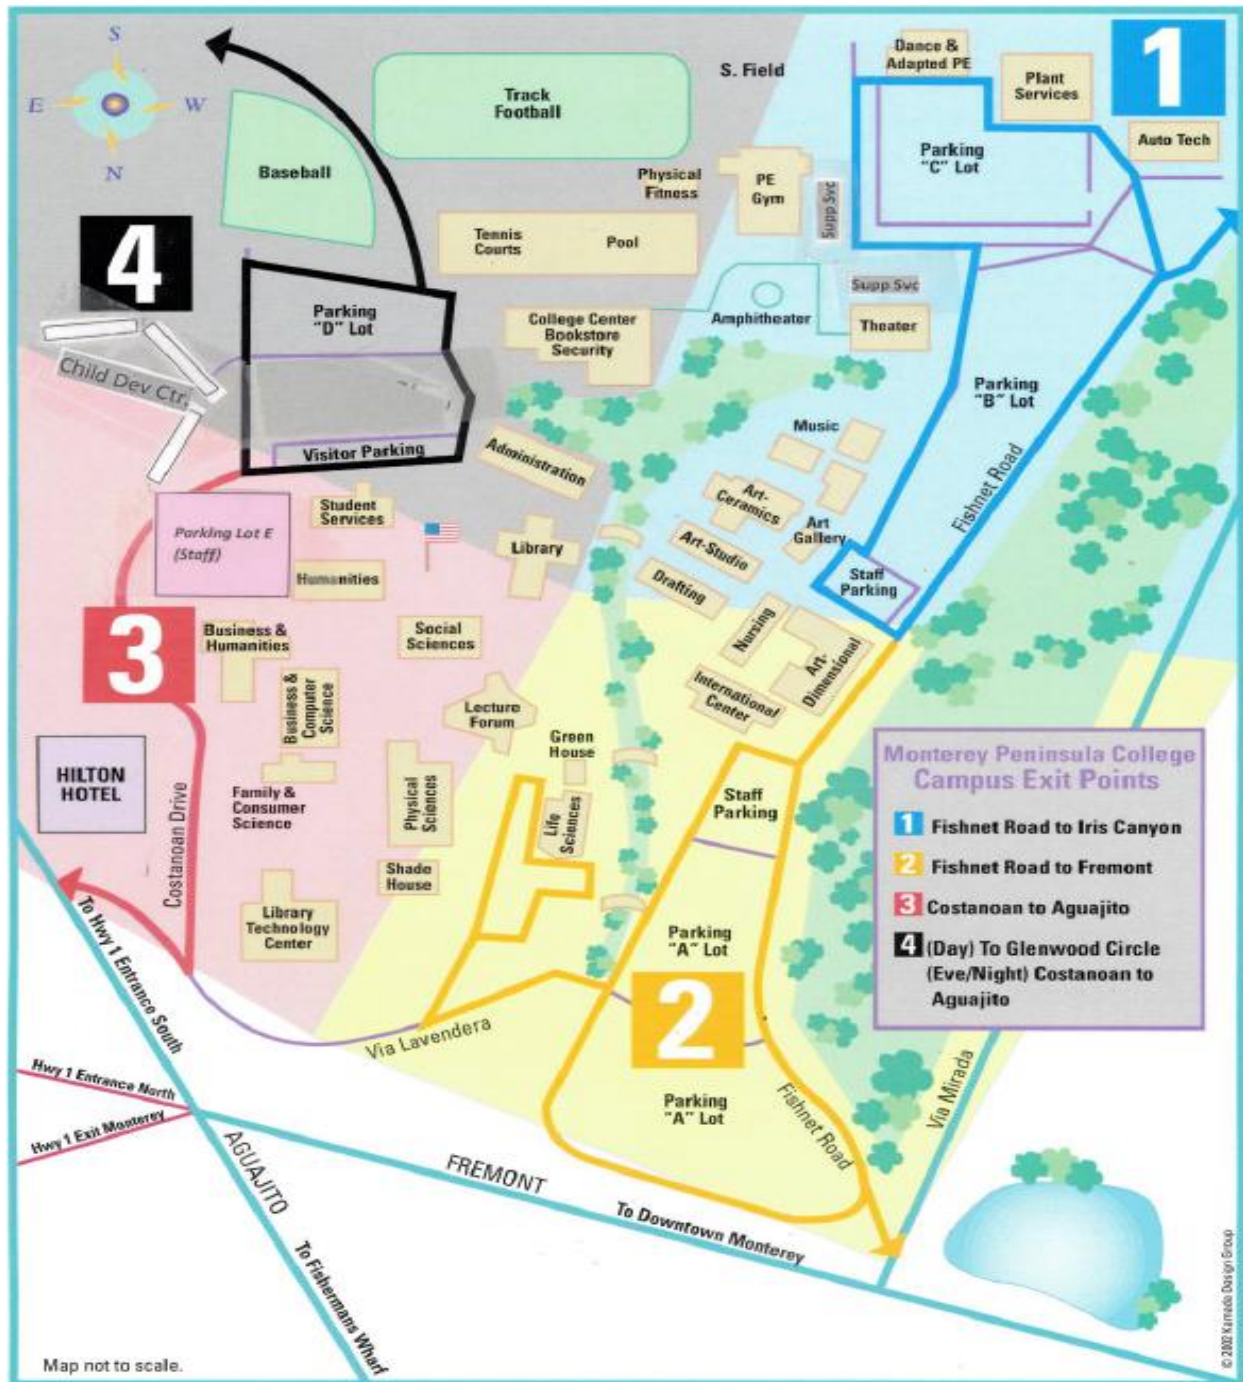 S
E
W
N
4
Baseball
Track
Football
S. Field
Dance &
Adapted PE
Plant
Services
1
Auto Tech
Parking
"C" Lot
Physical
Fitness
PE
Gym
Supp Svc
Tennis
Courts
Pool
Supp Svc
Parking
"D" Lot
College Center
Bookstore
Security
Amphitheater
Theater
Child Dev Ctr.
Parking
"B" Lot
Visitor Parking
Administration
Music
Fishnet Road
Student
Services
Art-
Ceramics
Parking Lot E
(Staff)
Library
Art
Gallery
Art-Studio
Humanities
Drafting
Staff
Parking
3
Business &
Humanities
Social
Sciences
Nursing
Art-
Dimensional
Business &
Computer
Science
Lecture
Forum
International
Center
Green
House
HILTON
HOTEL
Costanoan Drive
Family &
Consumer
Science
Physical
Sciences
Life
Sciences
Staff
Parking
Monterey Peninsula College
Campus Exit Points
1 Fishnet Road to Iris Canyon
2 Fishnet Road to Fremont
3 Costanoan to Aguajito
4 (Day) To Glenwood Circle
(Eve/Night) Costanoan to
Aguajito
Shade
House
Library
Technology
Center
Parking
"A" Lot
2
To Hwy 1 Entrance South
Via Lavendera
Hwy 1 Entrance North
Hwy 1 Exit Monterey
Parking
"A" Lot
Fishnet Road
Via Mirada
AGUAJITO
FREMONT
To Downtown Monterey
To Fishermans Wharf
Map not to scale.
© 2002 Kameda Design Group